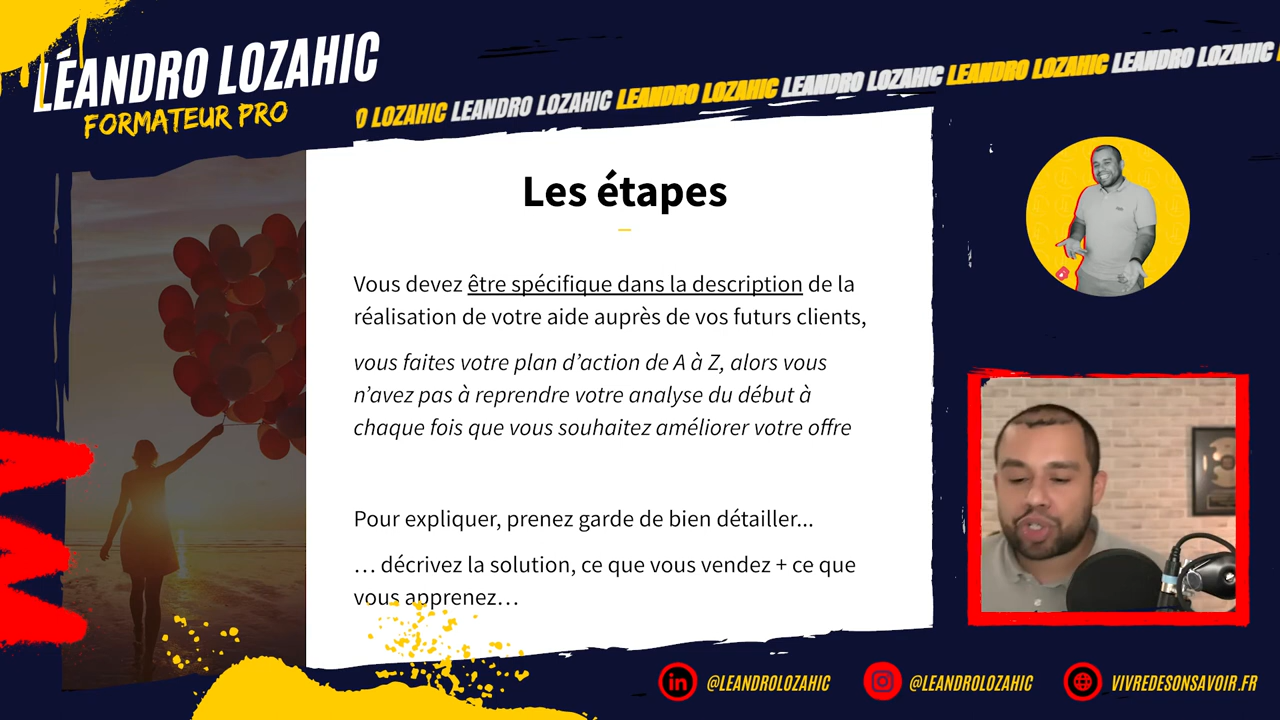 LÉANDRO LOZAHIC
FORMATEUR PRO
O LOZAHIC LEANDRO LOZAHIC LEANDRO LOZAHIC LEANDRO LOZAHIC LEANDRO LOZAHIC LEANDRO LOZAHIC
Les étapes
Vous devez être spécifique dans la description de la
réalisation de votre aide auprès de vos futurs clients,
vous faites votre plan d’action de A à Z, alors vous
n’avez pas à reprendre votre analyse du début à
chaque fois que vous souhaitez améliorer votre offre
Pour expliquer, prenez garde de bien détailler...
… décrivez la solution, ce que vous vendez + ce que
vous apprenez…
in @LEANDROLOZAHIC @LEANDROLOZAHIC VIVREDESONSAVOIR.FR